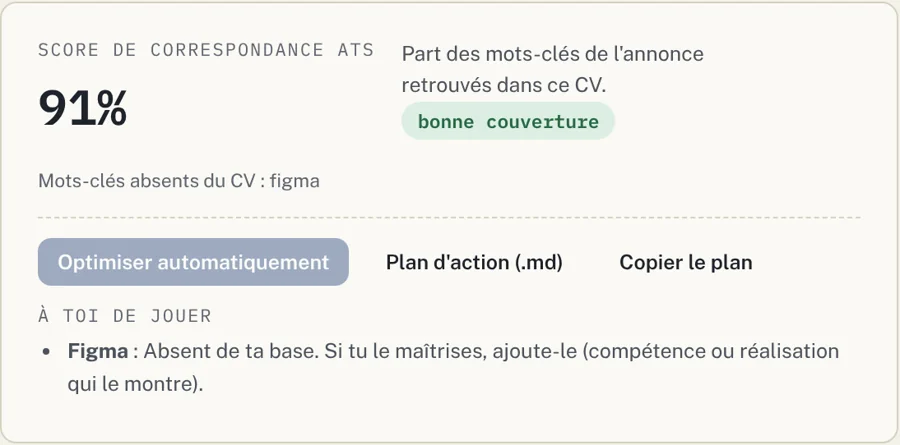 SCORE DE CORRESPONDANCE ATS
91%
Part des mots-clés de l'annonce
retrouvés dans ce CV.
bonne couverture
Mots-clés absents du CV : figma
Optimiser automatiquement
Plan d'action (.md)
Copier le plan
À TOI DE JOUER
• Figma : Absent de ta base. Si tu le maîtrises, ajoute-le (compétence ou réalisation
qui le montre).